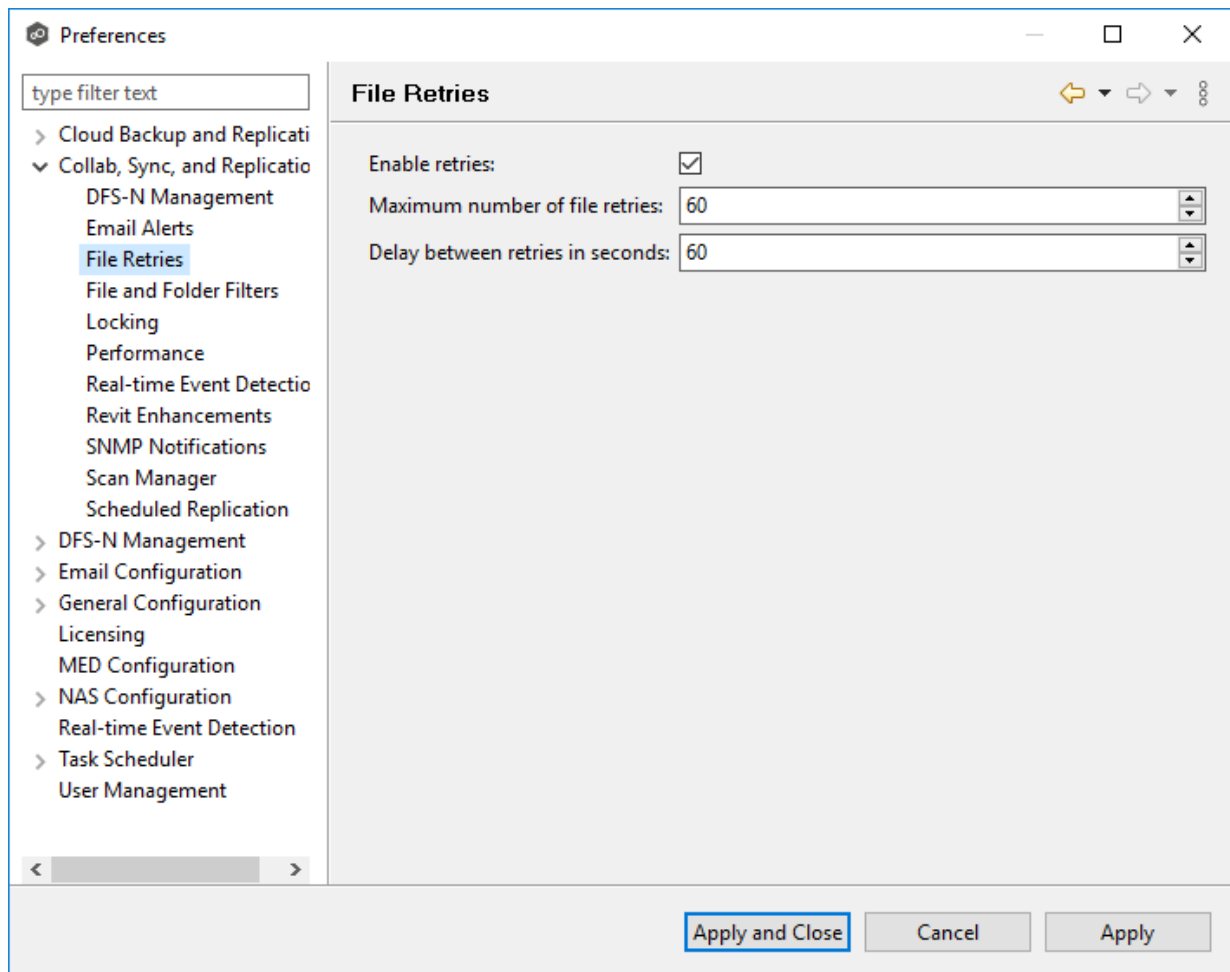 Preferences
type filter text
Cloud Backup and Replicati
Collab, Sync, and Replicatio
DFS-N Management
Email Alerts
File Retries
File and Folder Filters
Locking
Performance
Real-time Event Detectio
Revit Enhancements
SNMP Notifications
Scan Manager
Scheduled Replication
DFS-N Management
Email Configuration
General Configuration
Licensing
MED Configuration
NAS Configuration
Real-time Event Detection
Task Scheduler
User Management
File Retries
Enable retries:
Maximum number of file retries: 60
Delay between retries in seconds: 60
Apply and Close Cancel Apply